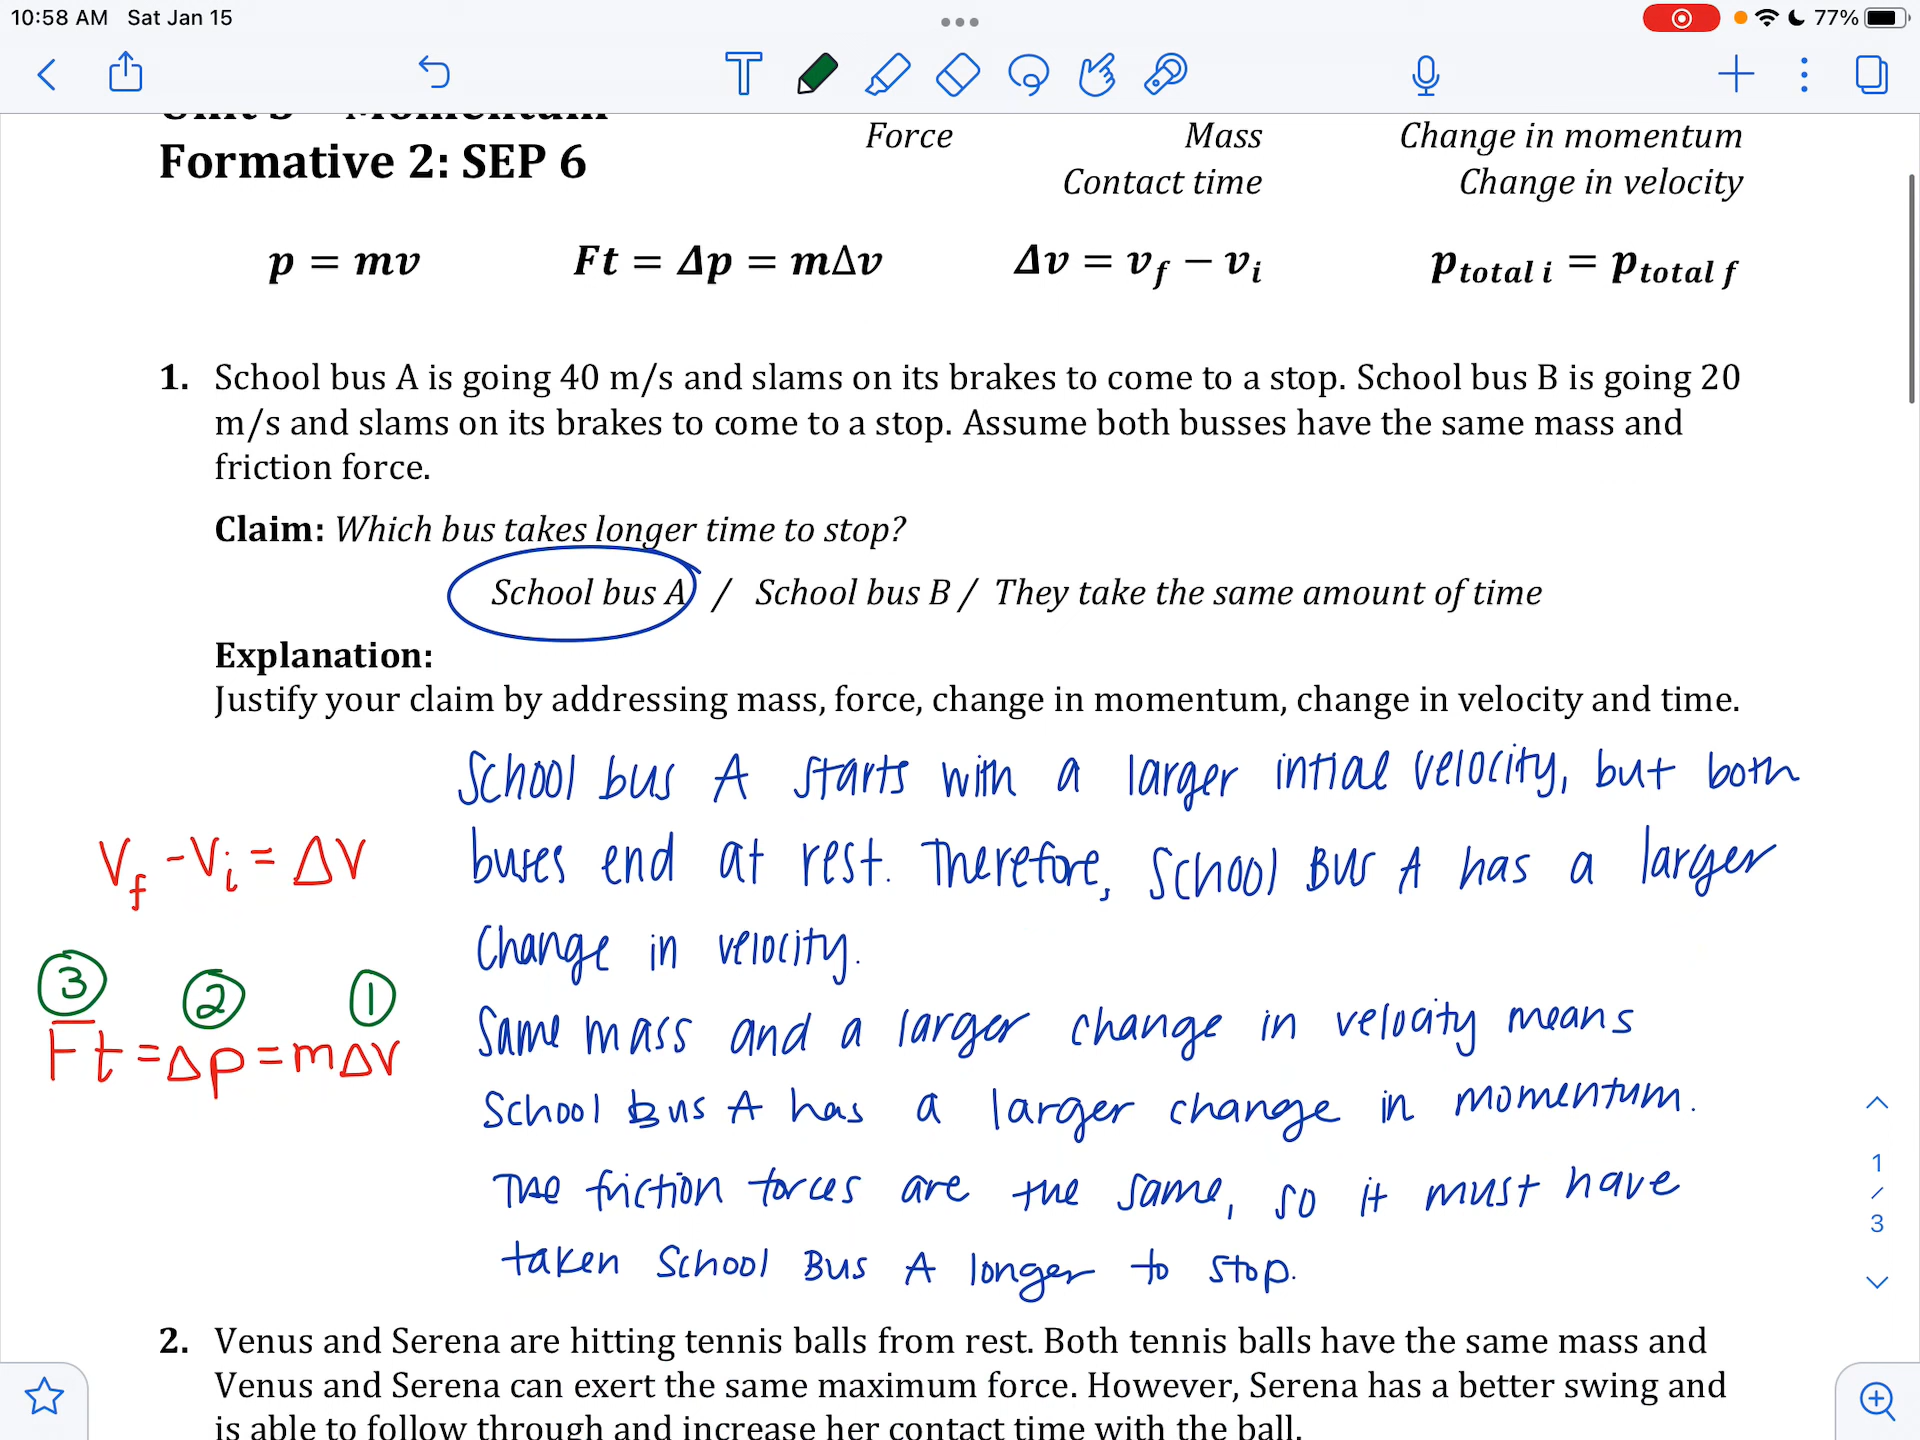 10:58 AM Sat Jan 15
77%
Unit 5 – Momentum
Formative 2: SEP 6
Force Mass Change in momentum
Contact time Change in velocity
p = mv Ft = Δp = mΔv Δv = vf − vi ptotal i = ptotal f
1. School bus A is going 40 m/s and slams on its brakes to come to a stop. School bus B is going 20
m/s and slams on its brakes to come to a stop. Assume both busses have the same mass and
friction force.
Claim: Which bus takes longer time to stop?
School bus A / School bus B / They take the same amount of time
Explanation:
Justify your claim by addressing mass, force, change in momentum, change in velocity and time.
School bus A starts with a larger intial velocity, but both
buses end at rest. Therefore, School Bus A has a larger
change in velocity.
Same mass and a larger change in velocity means
School bus A has a larger change in momentum.
The friction forces are the same, so it must have
taken School Bus A longer to stop.
Vf - Vi = ΔV
3 2 1
Ft = Δp = mΔV
1
/
3
2. Venus and Serena are hitting tennis balls from rest. Both tennis balls have the same mass and
Venus and Serena can exert the same maximum force. However, Serena has a better swing and
is able to follow through and increase her contact time with the ball.